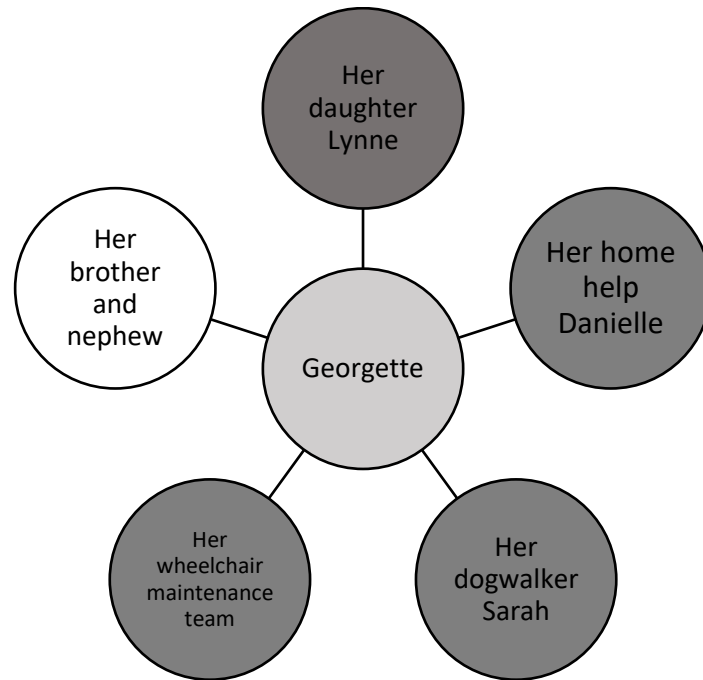 Her
daughter
Lynne
Her
brother
and
nephew
Her home
help
Danielle
Georgette
Her
wheelchair
maintenance
team
Her
dogwalker
Sarah